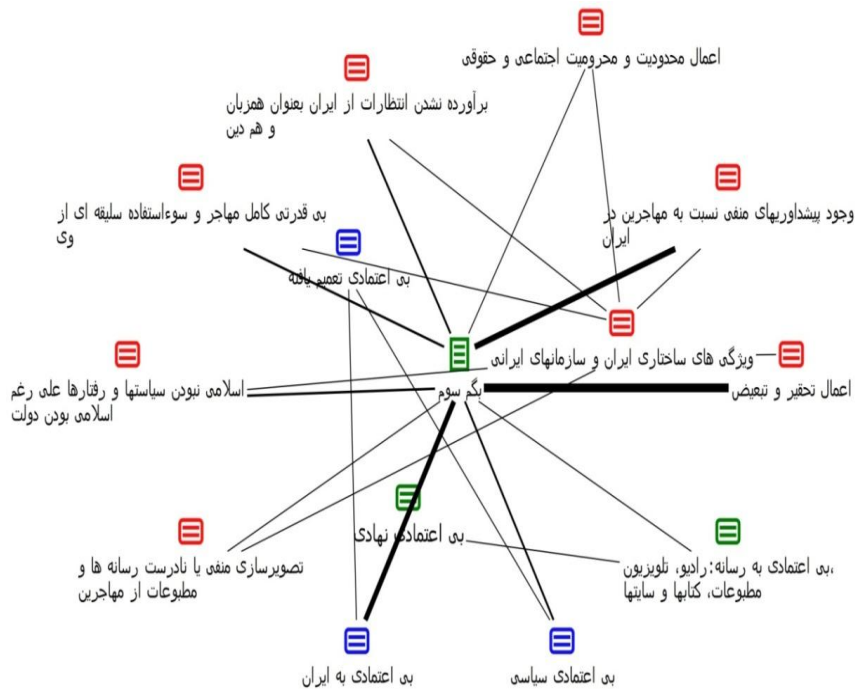 اعمال محدودیت و محرومیت اجتماعی و حقوقی
برآورده نشدن انتظارات از ایران بعنوان همزبان
و هم دین
بی قدرتی کامل مهاجر و سوءاستفاده سلیقه ای از
وی
وجود پیشداوریهای منفی نسبت به مهاجرین در
ایران
بی اعتمادی تعمیم یافته
ویژگی های ساختاری ایران و سازمانهای ایرانی
اسلامی نبودن سیاستها و رفتارها علی رغم
اسلامی بودن دولت
بگم سوم
اعمال تحقیر و تبعیض
بی اعتمادی نهادی
تصویرسازی منفی یا نادرست رسانه ها و
مطبوعات از مهاجرین
بی اعتمادی به رسانه: رادیو، تلویزیون،
مطبوعات، کتابها و سایتها
بی اعتمادی به ایران
بی اعتمادی سیاسی